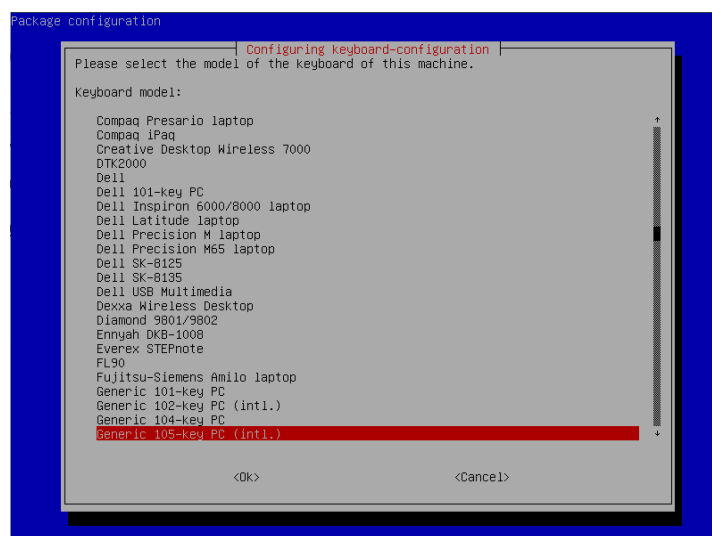 Package configuration
Configuring keyboard-configuration
Please select the model of the keyboard of this machine.
Keyboard model:
Compaq Presario laptop
Compaq iPaq
Creative Desktop Wireless 7000
DTK2000
Dell
Dell 101-key PC
Dell Inspiron 6000/8000 laptop
Dell Latitude laptop
Dell Precision M laptop
Dell Precision M65 laptop
Dell SK-8125
Dell SK-8135
Dell USB Multimedia
Dexxa Wireless Desktop
Diamond 9801/9802
Ennyah DKB-1008
Everex STEPnote
FL90
Fujitsu-Siemens Amilo laptop
Generic 101-key PC
Generic 102-key PC (intl.)
Generic 104-key PC
Generic 105-key PC (intl.)
<Ok> <Cancel>